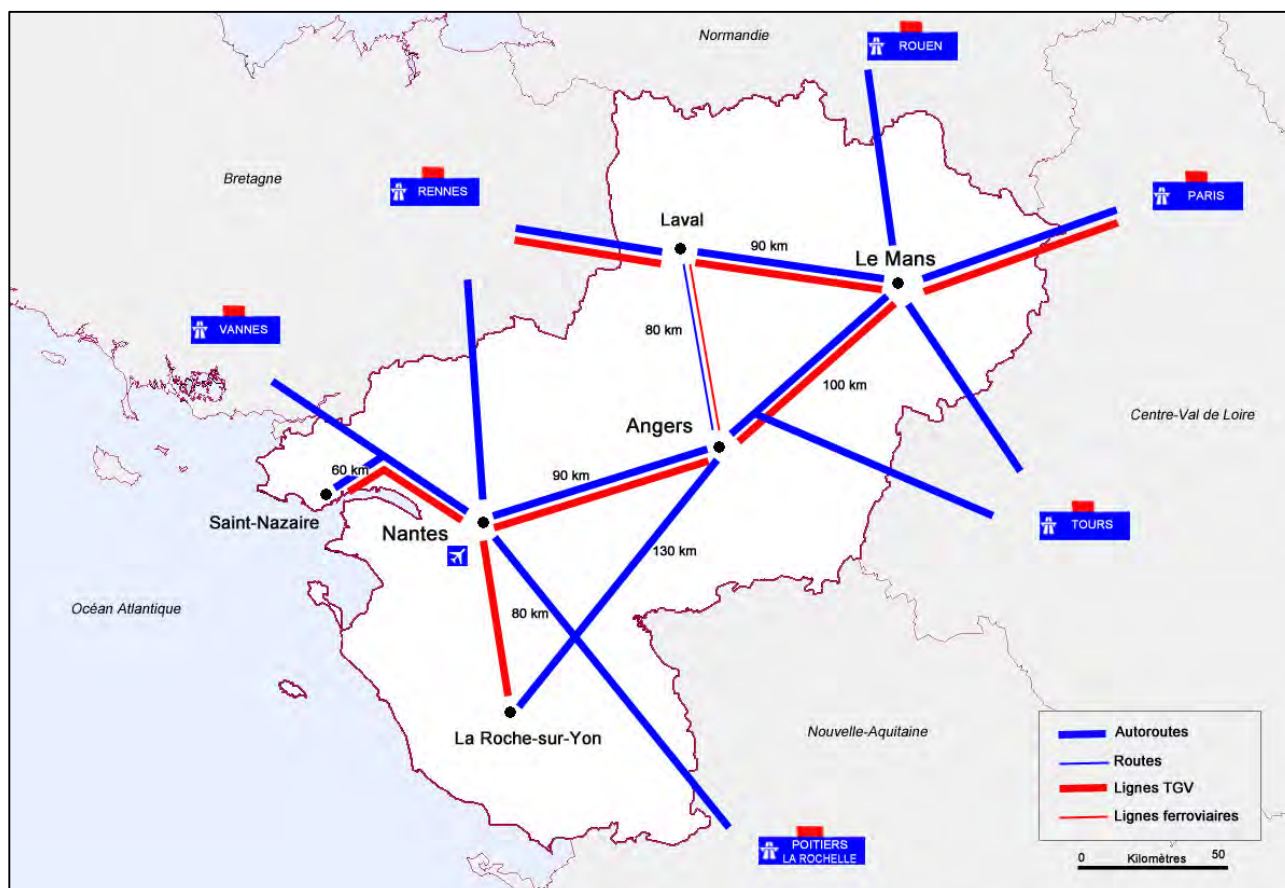 Normandie
ROUEN
Bretagne
RENNES
PARIS
Laval
90 km
Le Mans
VANNES
80 km
100 km
Centre-Val de Loire
Angers
60 km
90 km
Saint-Nazaire
Nantes
TOURS
130 km
Océan Atlantique
80 km
La Roche-sur-Yon
Nouvelle-Aquitaine
Autoroutes
Routes
Lignes TGV
Lignes ferroviaires
POITIERS
LA ROCHELLE
0 Kilomètres 50